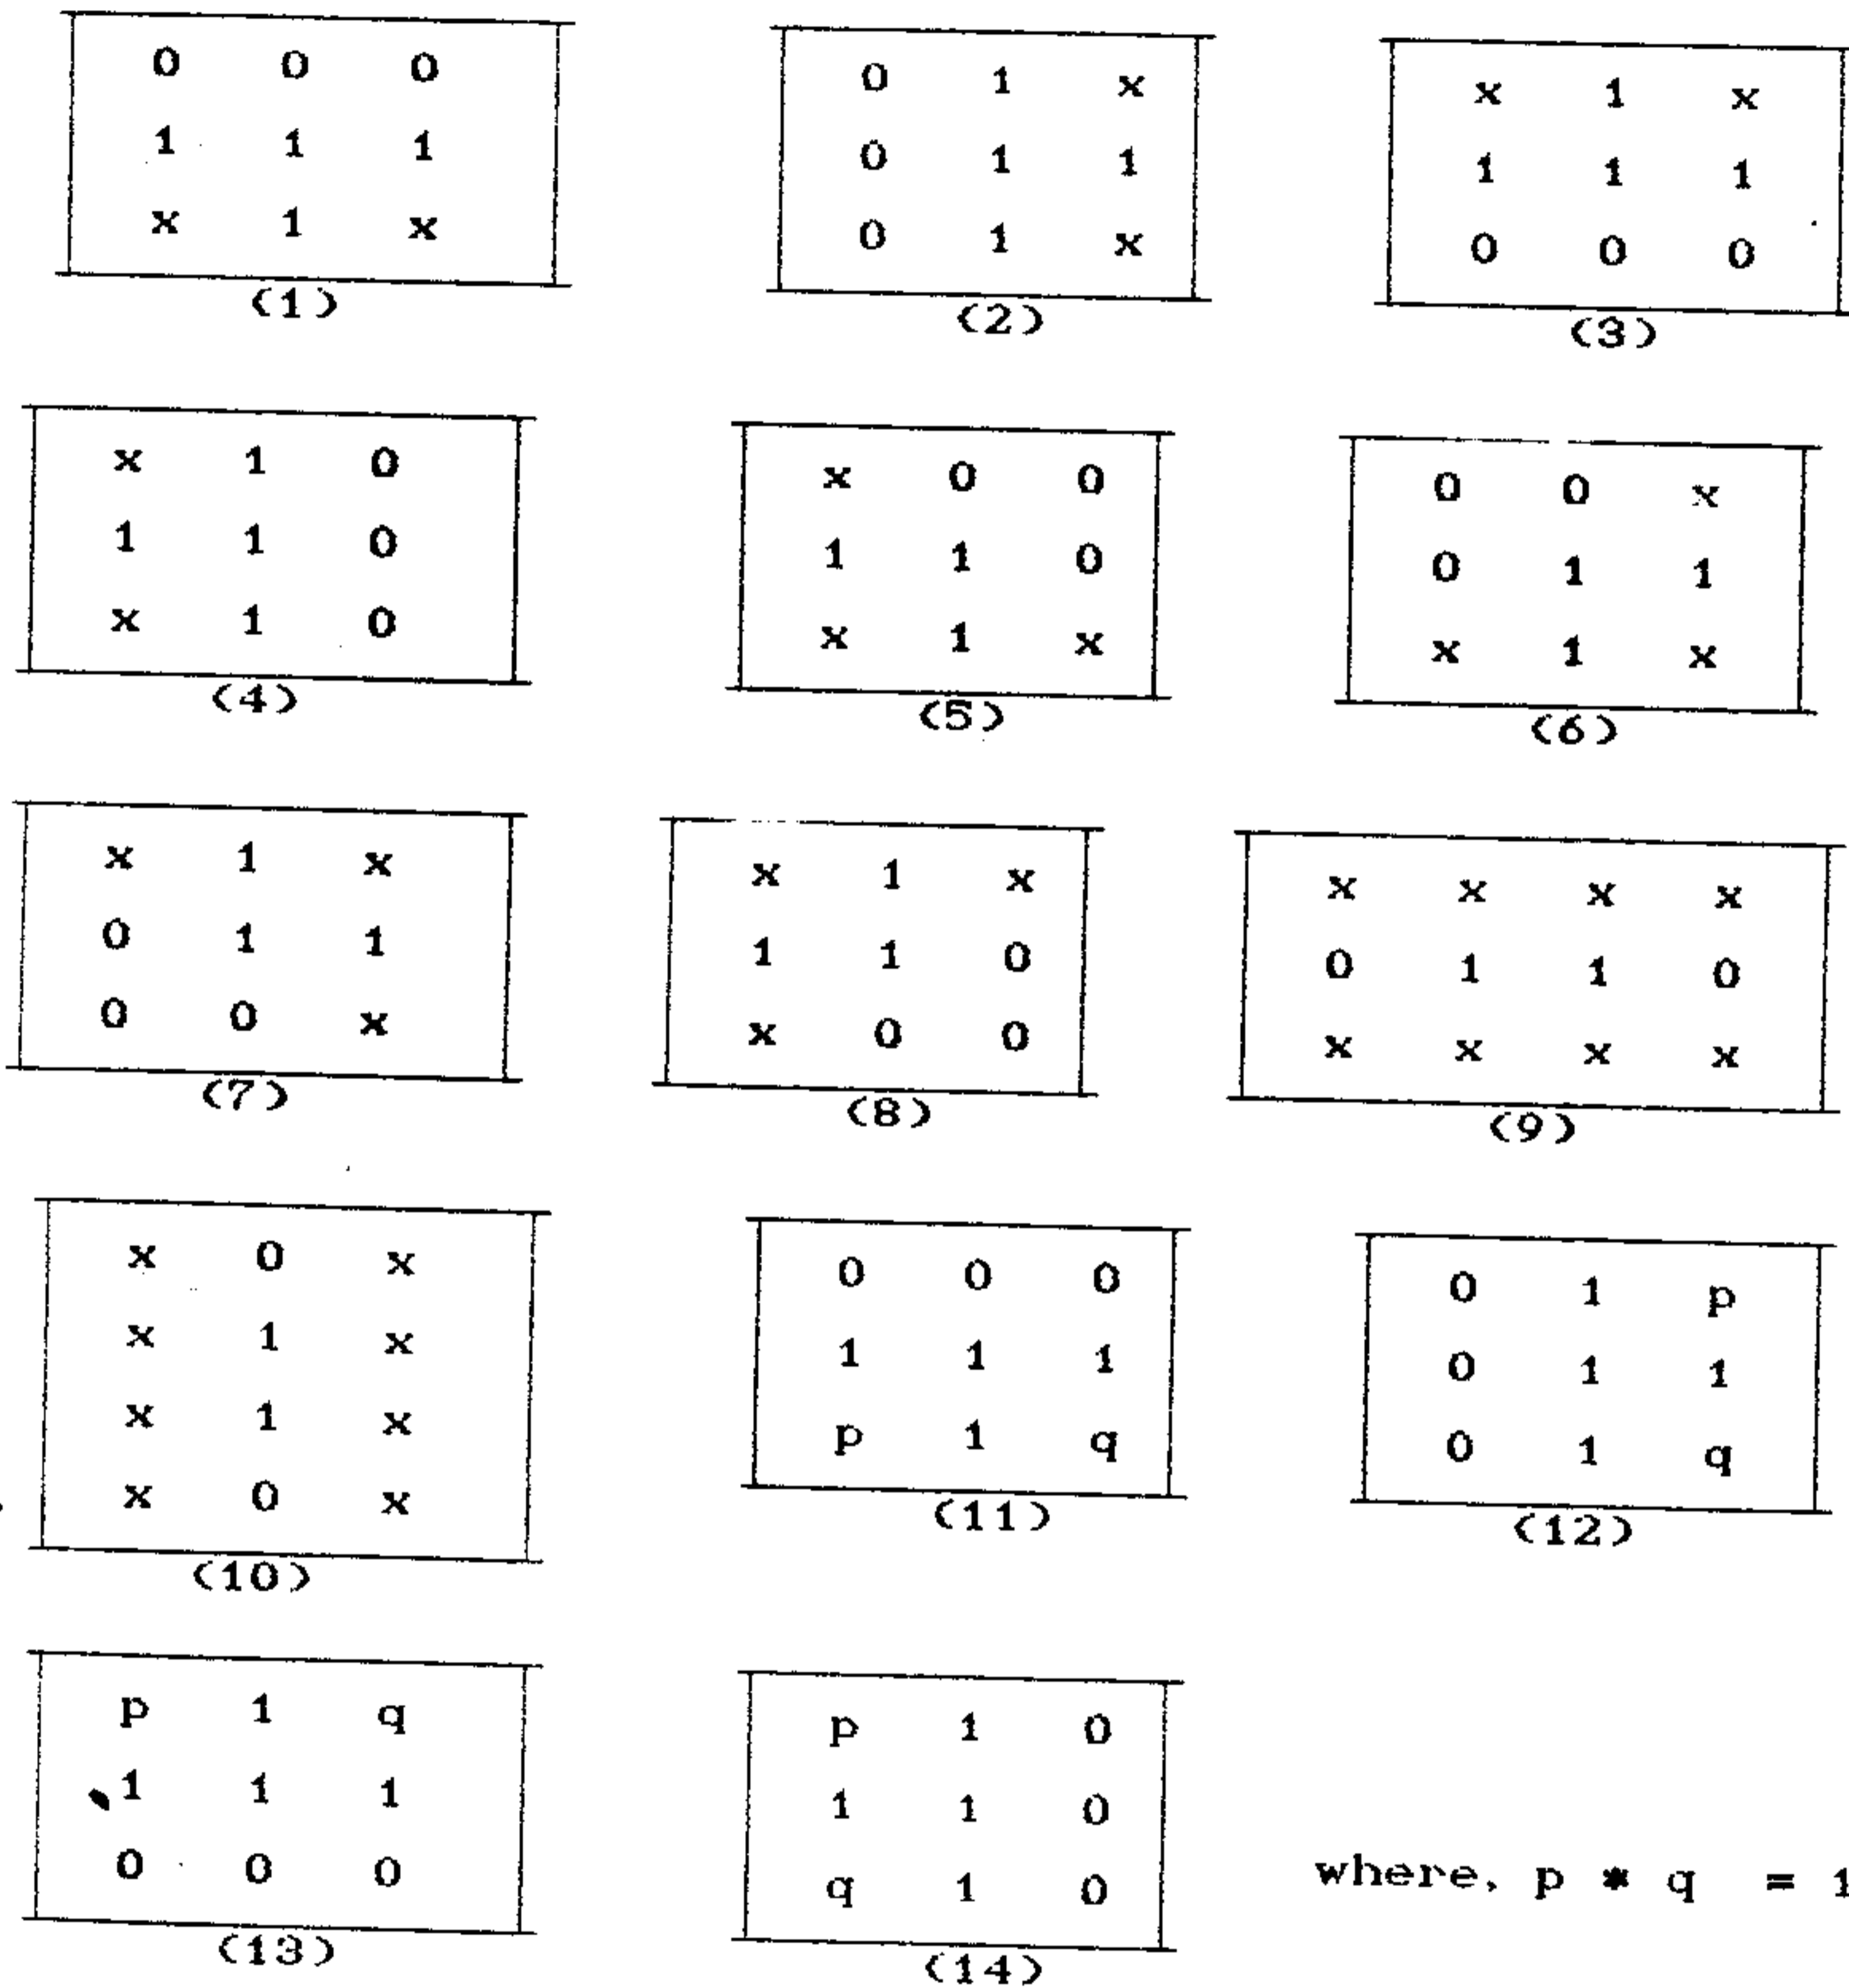 0 0 0 0 1 x x 1 x
1 1 1 0 1 1 1 1 1
x 1 x 0 1 x 0 0 0
(1) (2) (3)
x 1 0 x 0 0 0 0 x
1 1 0 1 1 0 0 1 1
x 1 0 x 1 x x 1 x
(4) (5) (6)
x 1 x x 1 x x x x x
0 1 1 1 1 0 0 1 1 0
0 0 x x 0 0 x x x x
(7) (8) (9)
x 0 x 0 0 0 0 1 p
x 1 x 1 1 1 0 1 1
x 1 x p 1 q 0 1 q
x 0 x
(10) (11) (12)
p 1 q p 1 0
1 1 1 1 1 0
0 0 0 q 1 0
(13) (14)
where, p * q = 1